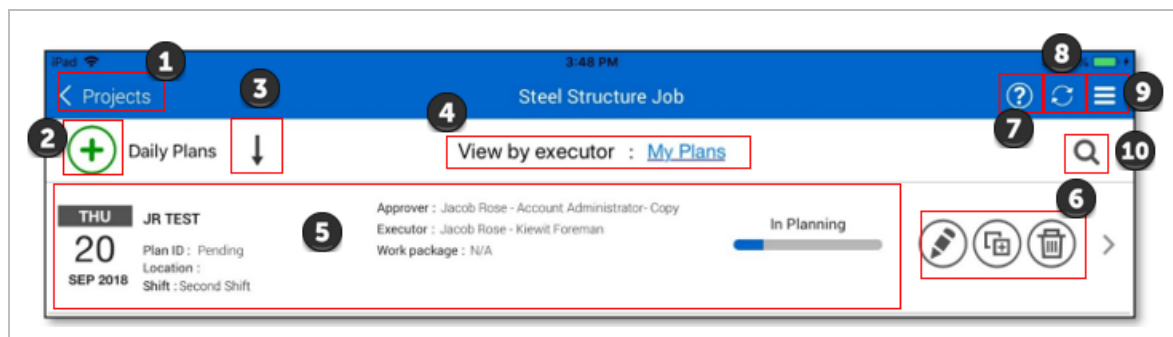 iPad 3:48 PM %
1 3 8
Projects Steel Structure Job ? 9
4 7
2 Daily Plans View by executor : My Plans 10
6
THU JR TEST Approver : Jacob Rose - Account Administrator- Copy In Planning
20 5 Executor : Jacob Rose - Kiewit Foreman
Plan ID : Pending Work package : N/A
Location :
SEP 2018 Shift : Second Shift